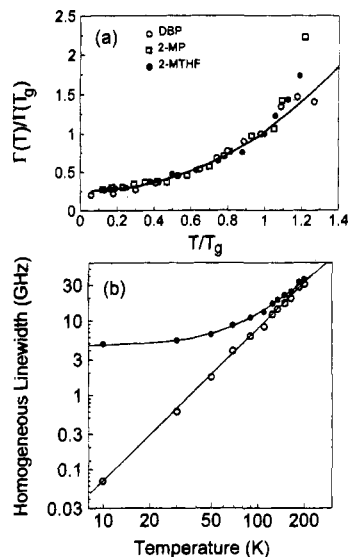 (a)
DBP
2-MP
2-MTHF
Γ(T)/Γ(Tg)
2.5
2
1.5
1
0.5
0
0 0.2 0.4 0.6 0.8 1 1.2 1.4
T/Tg
(b)
Homogeneous Linewidth (GHz)
30
10
3
1
0.3
0.1
0.03
10 30 50 100 200
Temperature (K)